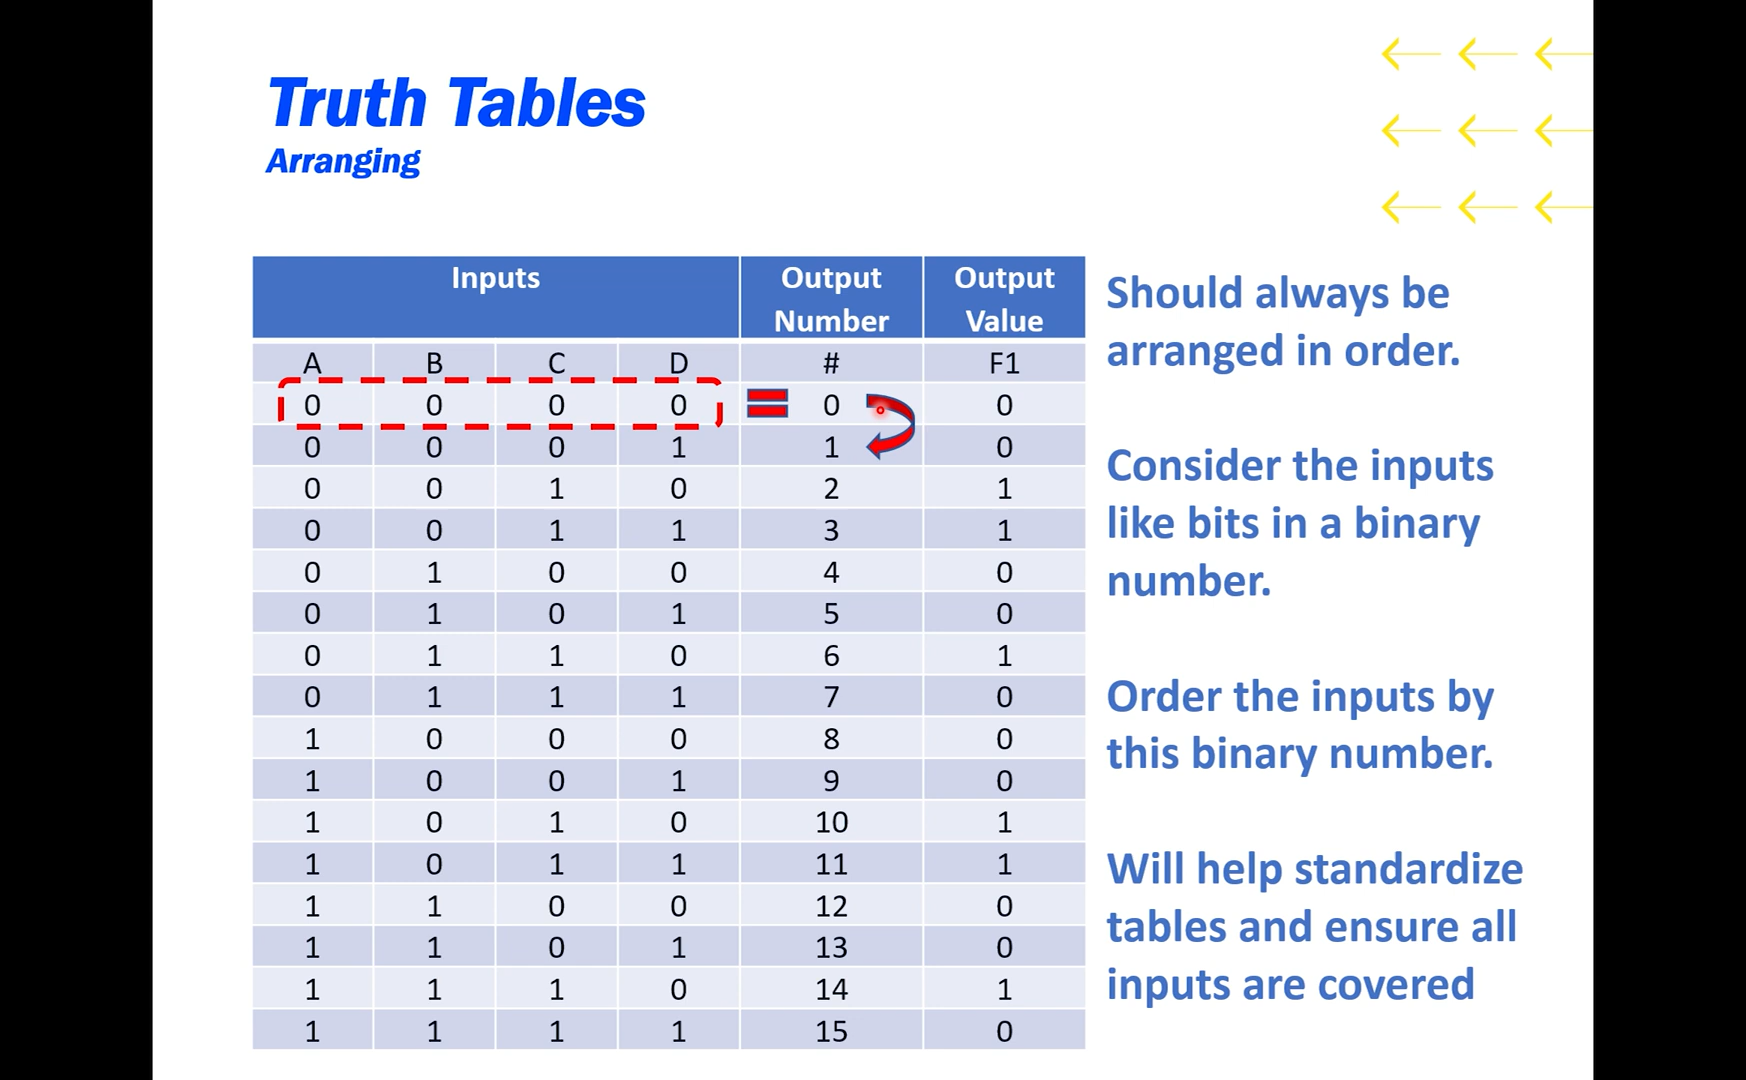 Truth Tables
Arranging
Inputs Output Number Output Value
A B C D # F1
0 0 0 0 0 0
0 0 0 1 1 0
0 0 1 0 2 1
0 0 1 1 3 1
0 1 0 0 4 0
0 1 0 1 5 0
0 1 1 0 6 1
0 1 1 1 7 0
1 0 0 0 8 0
1 0 0 1 9 0
1 0 1 0 10 1
1 0 1 1 11 1
1 1 0 0 12 0
1 1 0 1 13 0
1 1 1 0 14 1
1 1 1 1 15 0
Should always be
arranged in order.
Consider the inputs
like bits in a binary
number.
Order the inputs by
this binary number.
Will help standardize
tables and ensure all
inputs are covered